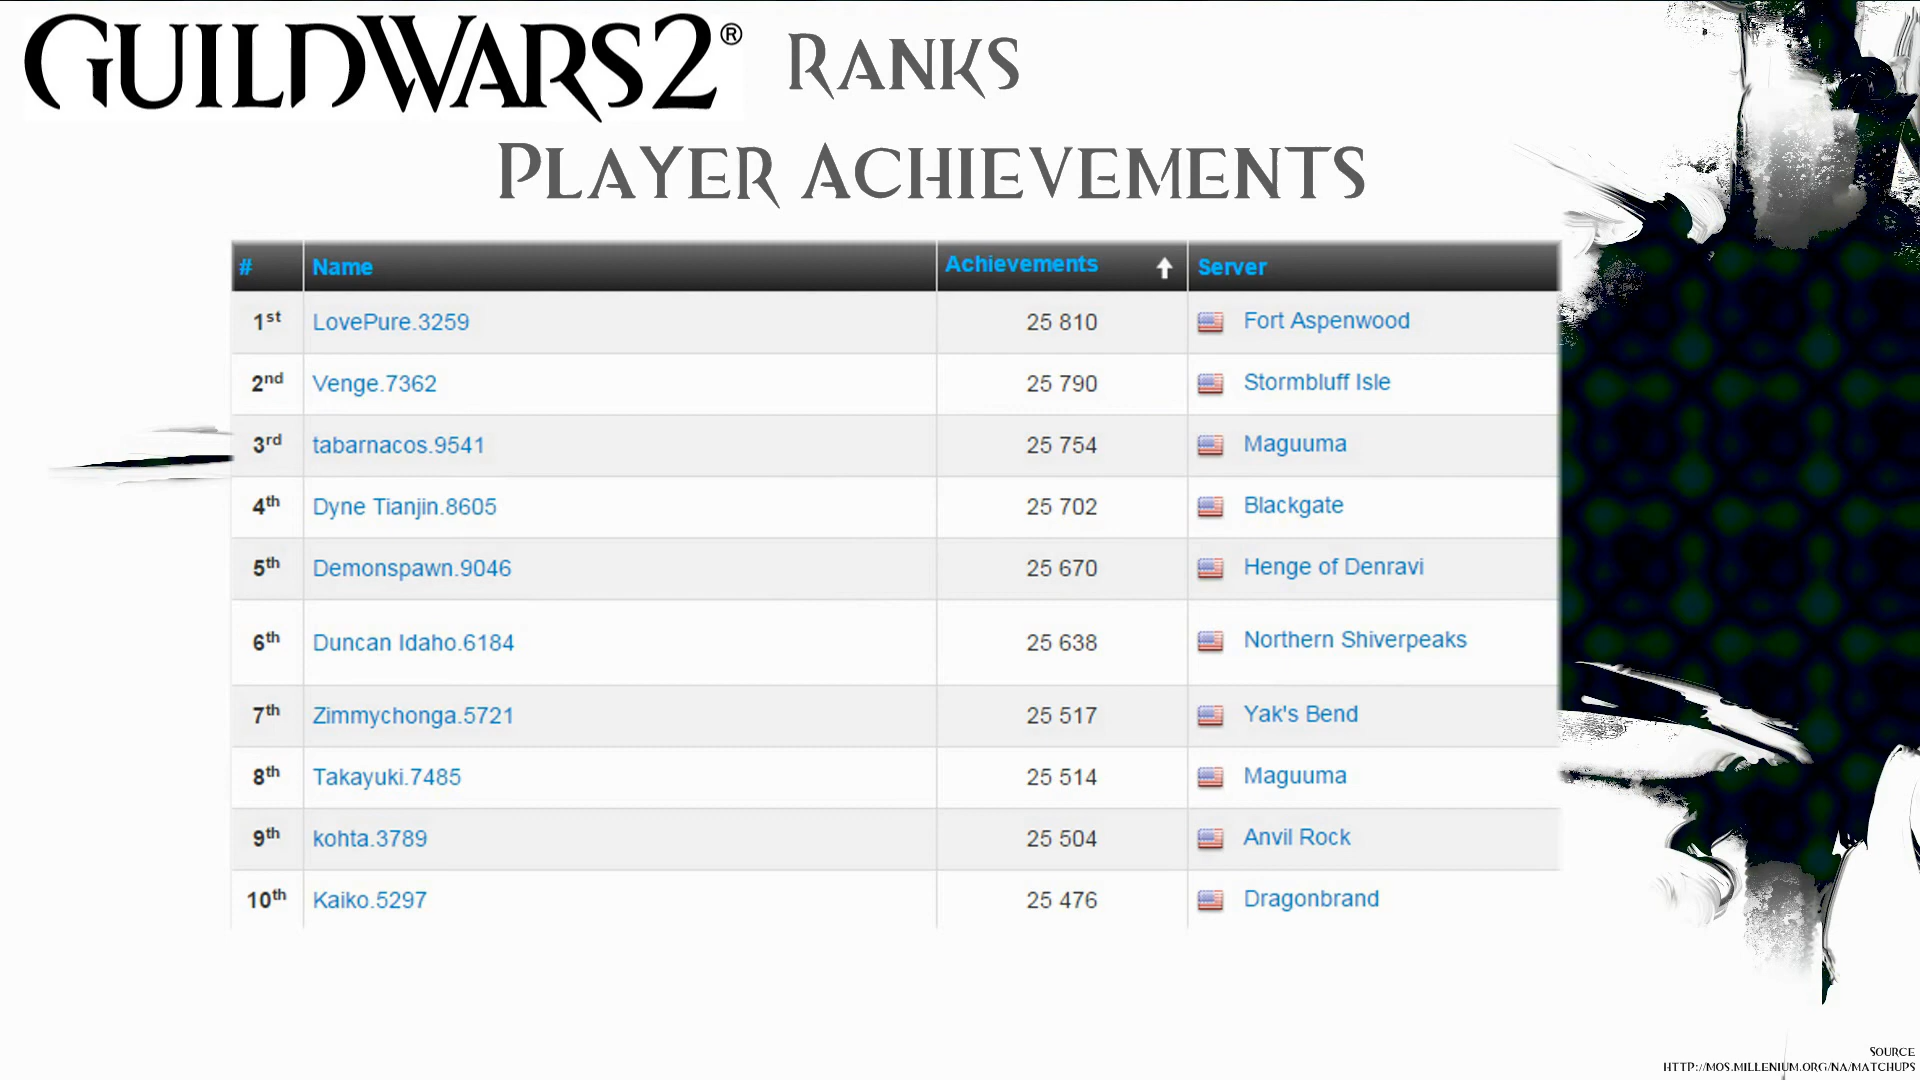 GUILDWARS2® RANKS
PLAYER ACHIEVEMENTS
# Name Achievements Server
1st LovePure.3259 25 810 Fort Aspenwood
2nd Venge.7362 25 790 Stormbluff Isle
3rd tabarnacos.9541 25 754 Maguuma
4th Dyne Tianjin.8605 25 702 Blackgate
5th Demonspawn.9046 25 670 Henge of Denravi
6th Duncan Idaho.6184 25 638 Northern Shiverpeaks
7th Zimmychonga.5721 25 517 Yak's Bend
8th Takayuki.7485 25 514 Maguuma
9th kohta.3789 25 504 Anvil Rock
10th Kaiko.5297 25 476 Dragonbrand
SOURCE
HTTP://MOS.MILLENIUM.ORG/NA/MATCHUPS